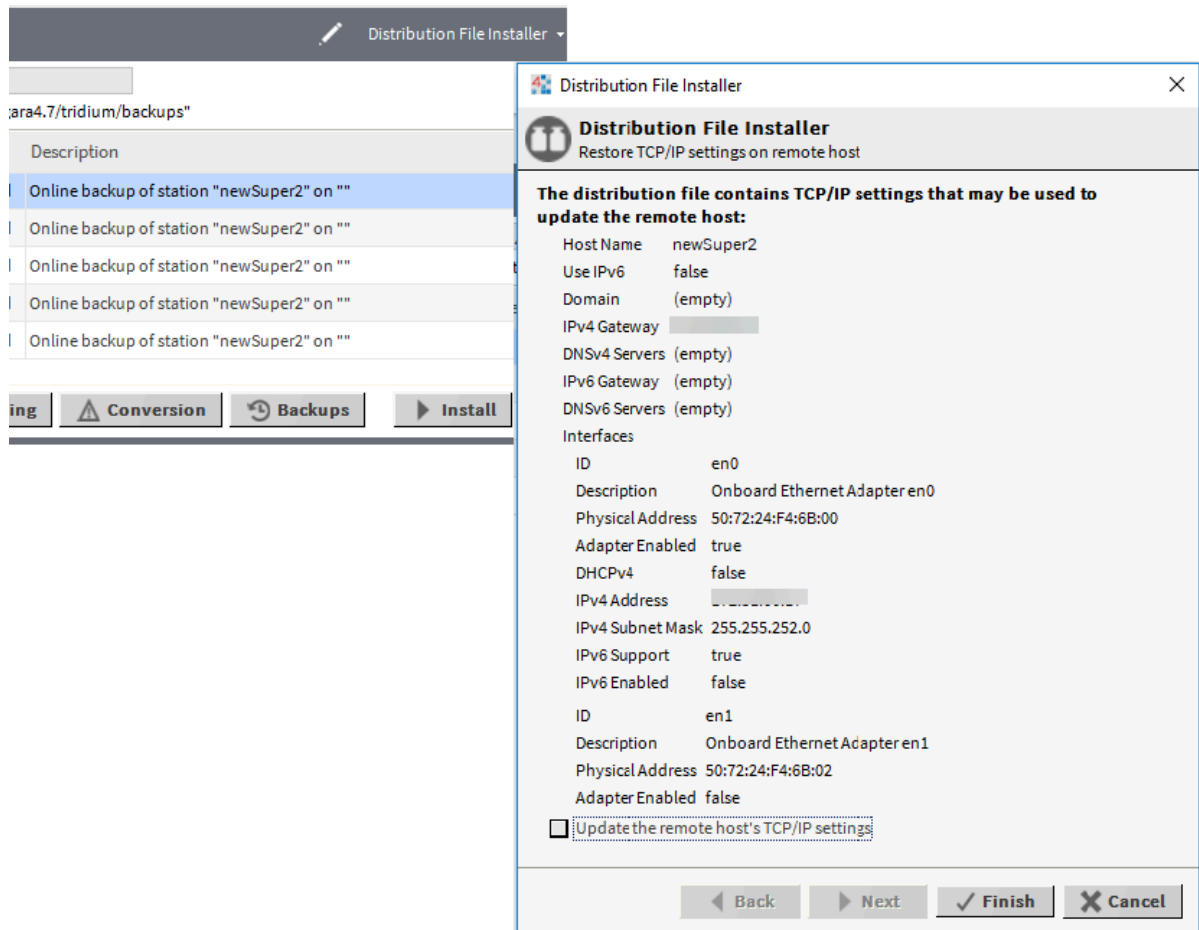 Distribution File Installer
ara4.7/tridium/backups"
Description
Online backup of station "newSuper2" on ""
Online backup of station "newSuper2" on ""
Online backup of station "newSuper2" on ""
Online backup of station "newSuper2" on ""
Online backup of station "newSuper2" on ""
ing Conversion Backups Install
Distribution File Installer
Distribution File Installer
Restore TCP/IP settings on remote host
The distribution file contains TCP/IP settings that may be used to
update the remote host:
Host Name newSuper2
Use IPv6 false
Domain (empty)
IPv4 Gateway
DNSv4 Servers (empty)
IPv6 Gateway (empty)
DNSv6 Servers (empty)
Interfaces
ID en0
Description Onboard Ethernet Adapter en0
Physical Address 50:72:24:F4:6B:00
Adapter Enabled true
DHCPv4 false
IPv4 Address
IPv4 Subnet Mask 255.255.252.0
IPv6 Support true
IPv6 Enabled false
ID en1
Description Onboard Ethernet Adapter en1
Physical Address 50:72:24:F4:6B:02
Adapter Enabled false
Update the remote host's TCP/IP settings
Back Next Finish Cancel